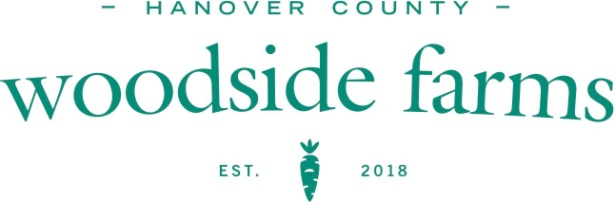 – HANOVER COUNTY –
woodside farms
EST. 2018